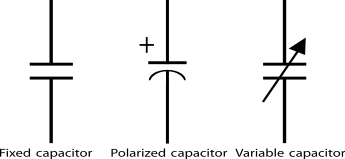 +
Fixed capacitor
Polarized capacitor
Variable capacitor